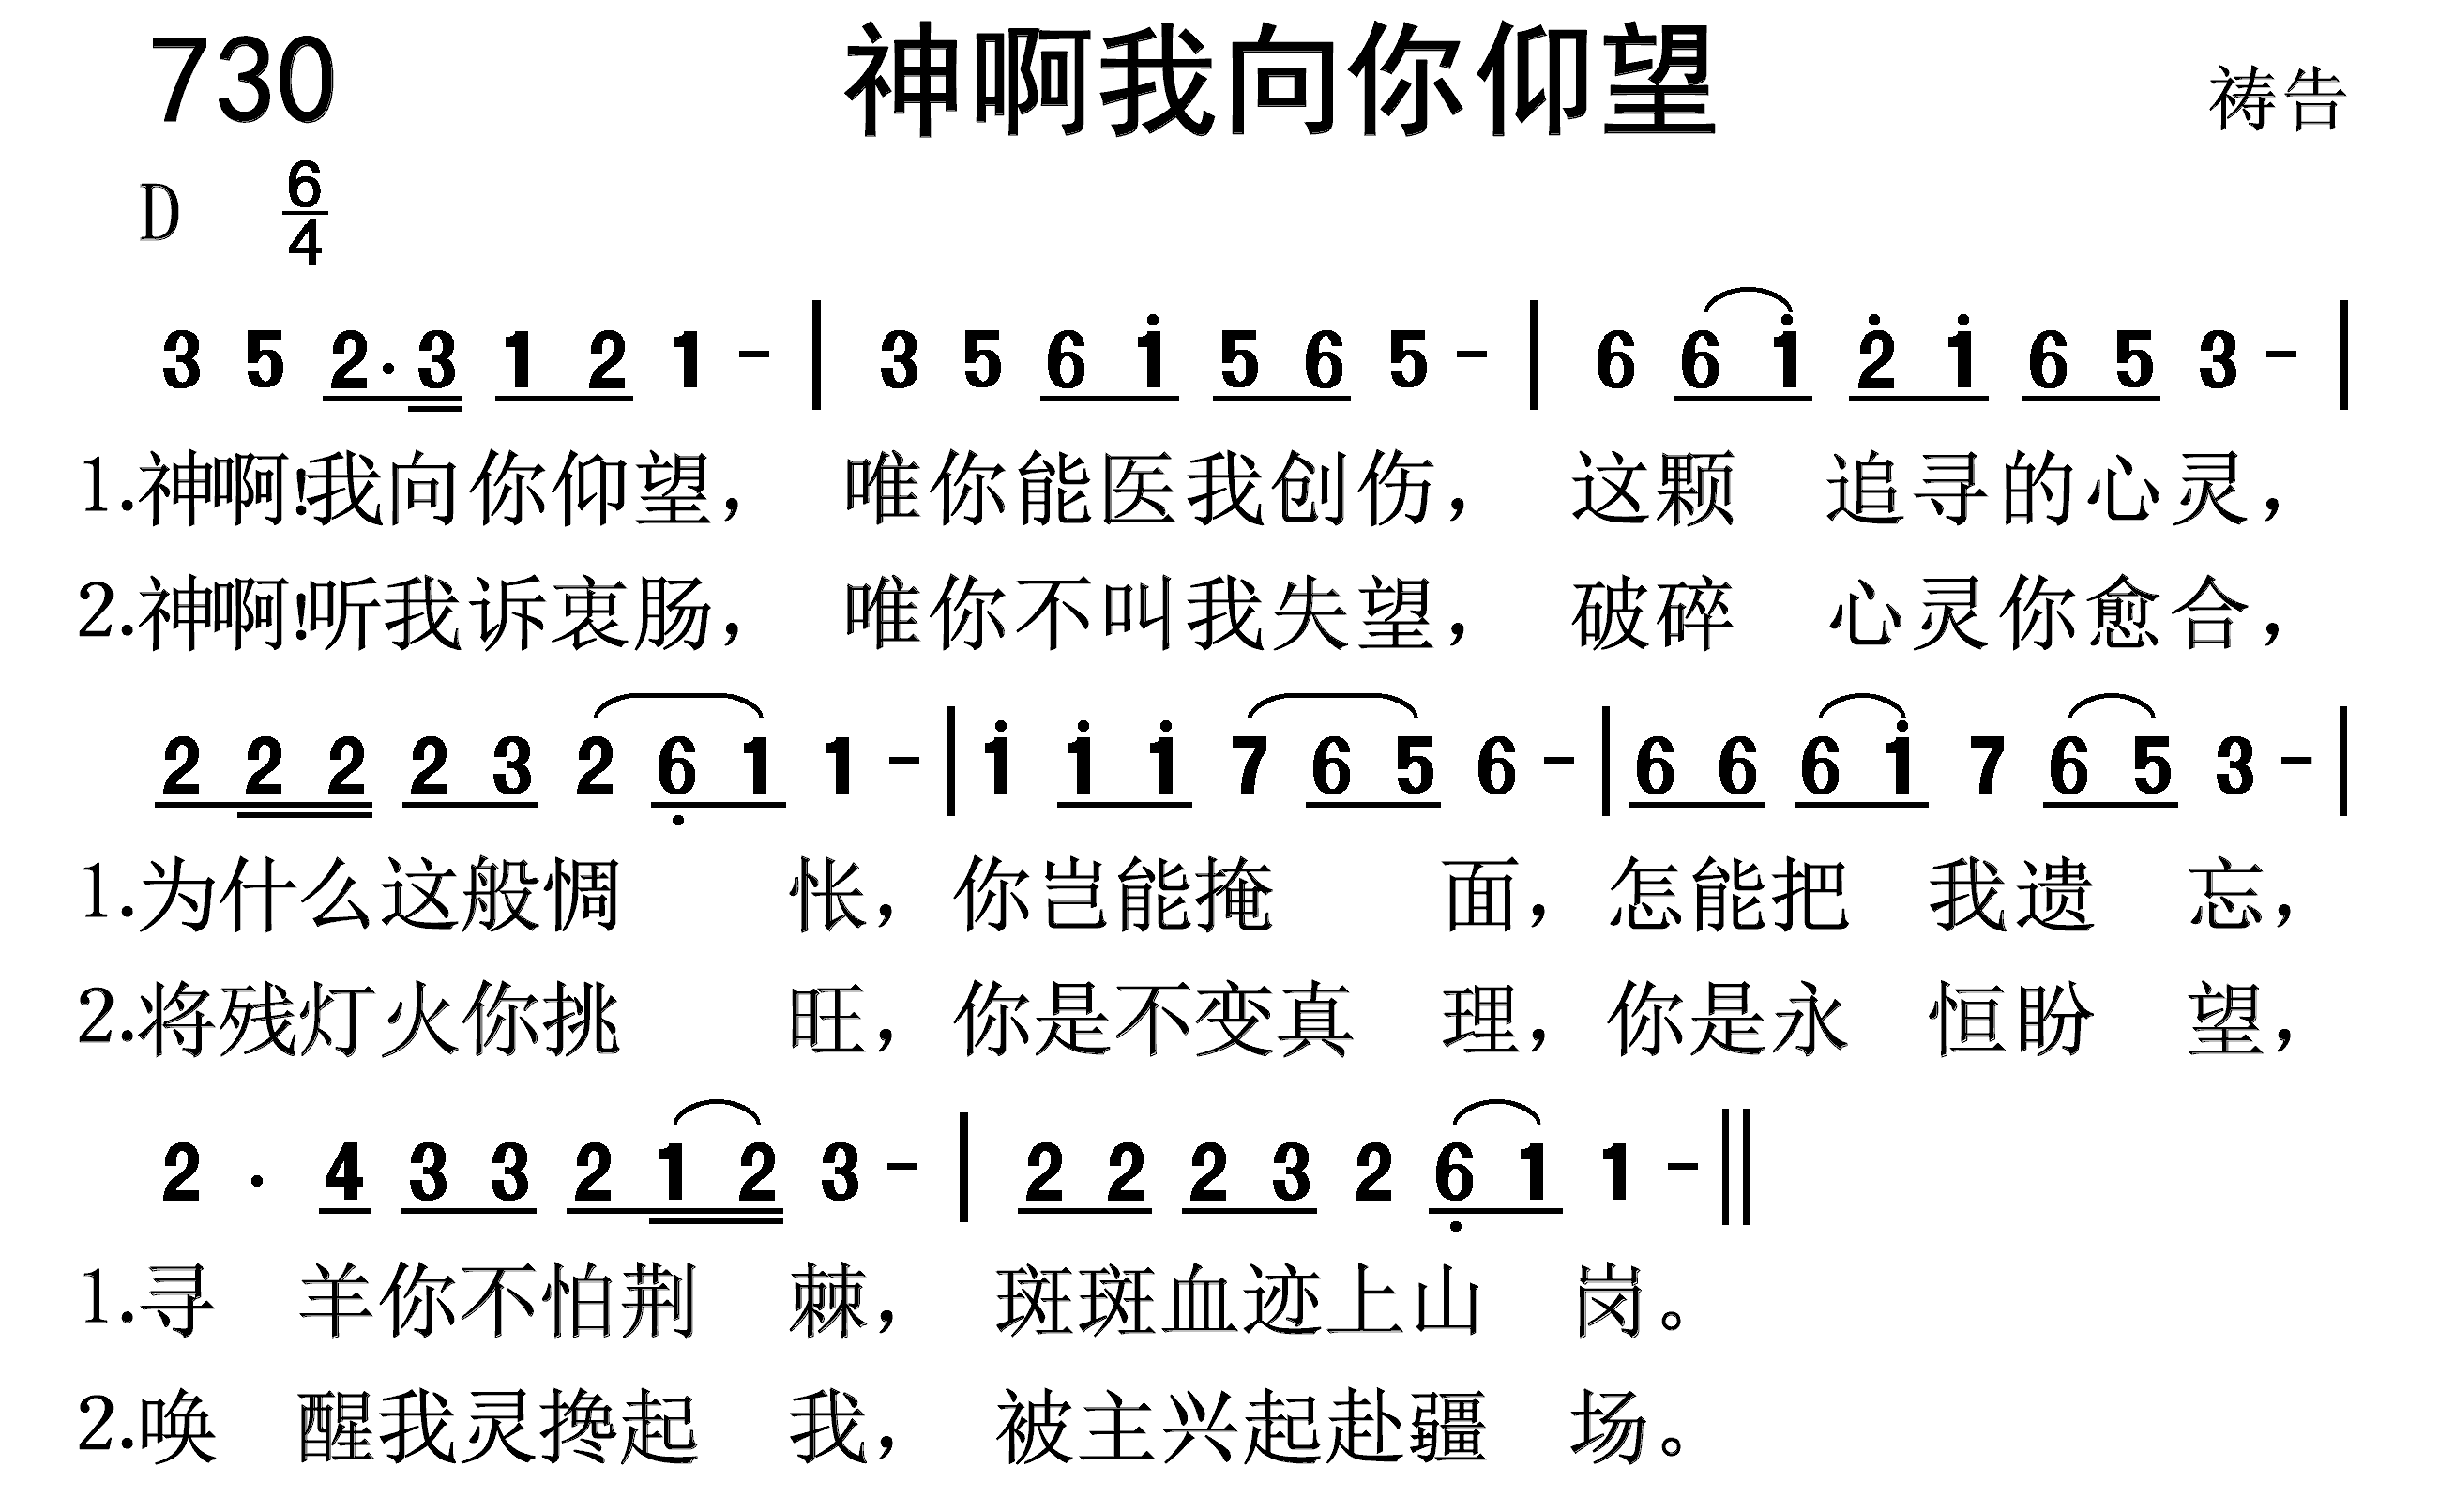 730 神啊我向你仰望 祷告
D 6/4
3 5 2·3 1 2 1 - | 3 5 6 i 5 6 5 - | 6 6 i 2 i 6 5 3 - |
1.神啊!我向你仰望， 唯你能医我创伤， 这颗 追寻的心灵，
2.神啊!听我诉衷肠， 唯你不叫我失望， 破碎 心灵你愈合，
2 2 2 2 3 2 6 1 1 - | i i i 7 6 5 6 - | 6 6 6 i 7 6 5 3 - |
1.为什么这般惆 怅， 你岂能掩 面， 怎能把 我遗 忘，
2.将残灯火你挑 旺， 你是不变真 理， 你是永 恒盼 望，
2 · 4 3 3 2 1 2 3 - | 2 2 2 3 2 6 1 1 - ||
1.寻 羊你不怕荆 棘， 斑斑血迹上山 岗。
2.唤 醒我灵搀起 我， 被主兴起赴疆 场。